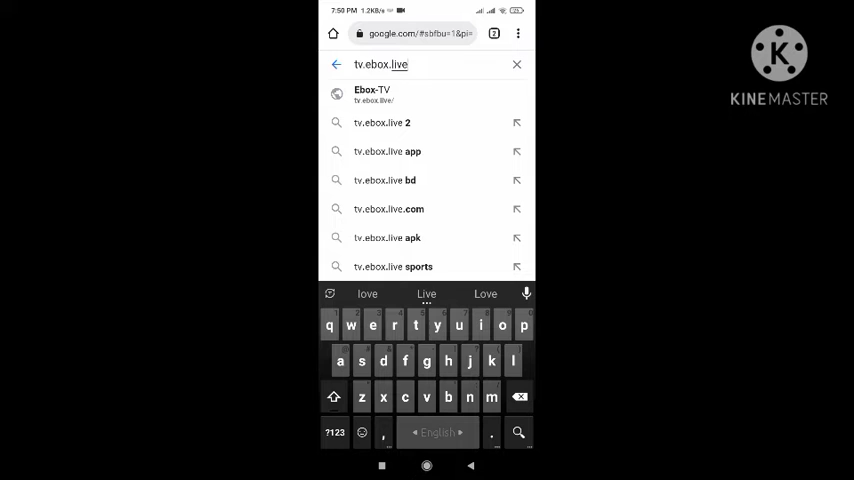 7:50 PM 1.2KB/s
google.com/#sbfbu=1&pi=
2
tv.ebox.live
Ebox-TV
tv.ebox.live/
tv.ebox.live 2
tv.ebox.live app
tv.ebox.live bd
tv.ebox.live.com
tv.ebox.live apk
tv.ebox.live sports
love Live Love
q w e r t y u i o p
a s d f g h j k l
z x c v b n m
?123 , English .
K
KINEMASTER